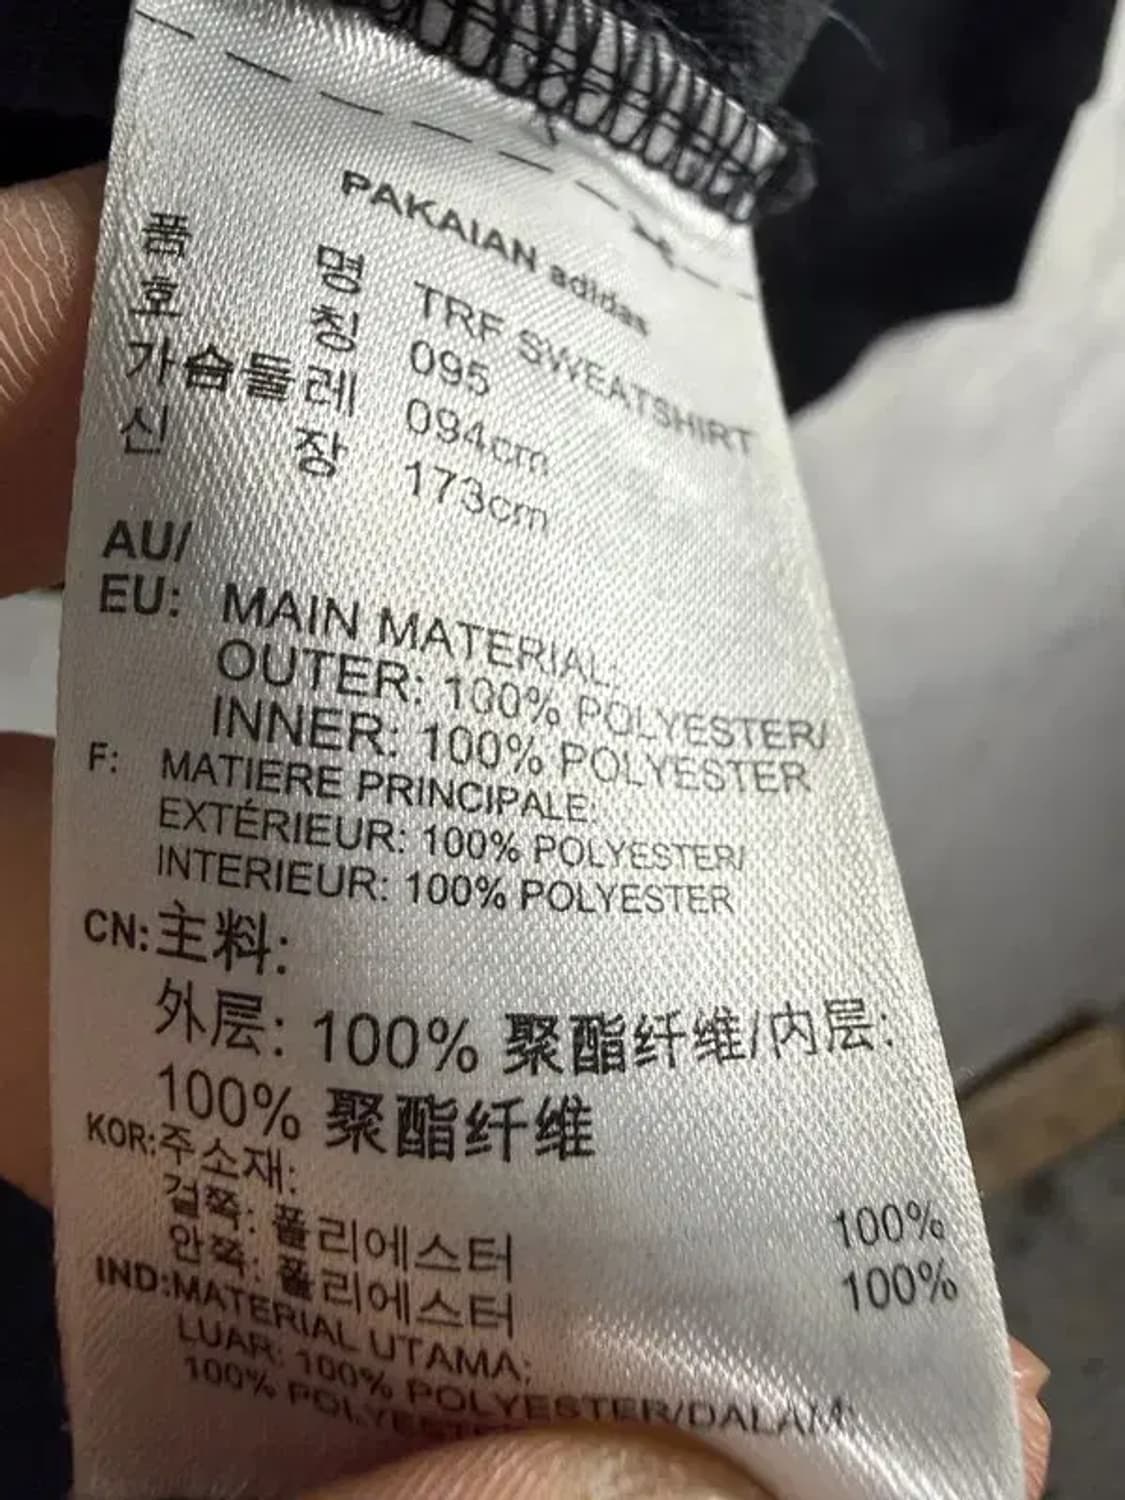 PAKAIAN adidas
품 명 TRF SWEATSHIRT
호 칭 095
가슴둘레 094cm
신 장 173cm
AU/
EU: MAIN MATERIAL:
OUTER: 100% POLYESTER/
INNER: 100% POLYESTER
F: MATIERE PRINCIPALE:
EXTÉRIEUR: 100% POLYESTER/
INTERIEUR: 100% POLYESTER
CN:主料:
外层: 100% 聚酯纤维/内层:
100% 聚酯纤维
KOR:주소재:
겉쪽: 폴리에스터 100%
안쪽: 폴리에스터 100%
IND:MATERIAL UTAMA:
LUAR: 100% POLYESTER/DALAM:
100%